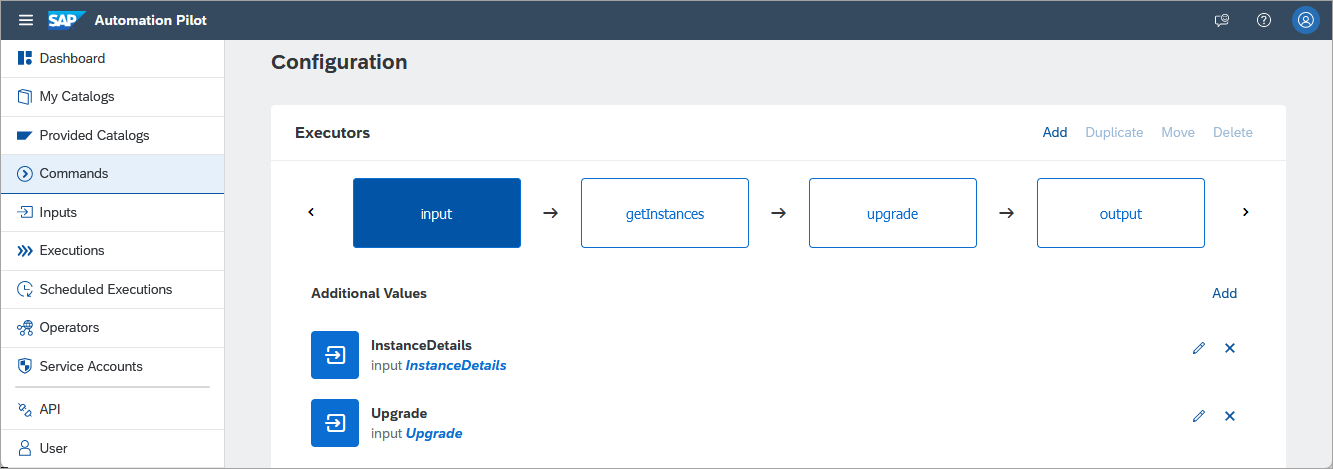 SAP Automation Pilot
Dashboard
My Catalogs
Provided Catalogs
Commands
Inputs
Executions
Scheduled Executions
Operators
Service Accounts
API
User
Configuration
Executors
Add Duplicate Move Delete
input getInstances upgrade output
Additional Values
Add
InstanceDetails
input InstanceDetails
Upgrade
input Upgrade